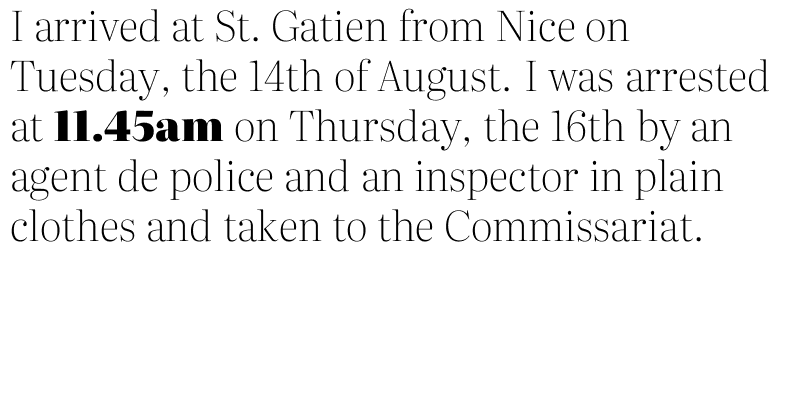 I arrived at St. Gatien from Nice on
Tuesday, the 14th of August. I was arrested
at 11.45am on Thursday, the 16th by an
agent de police and an inspector in plain
clothes and taken to the Commissariat.